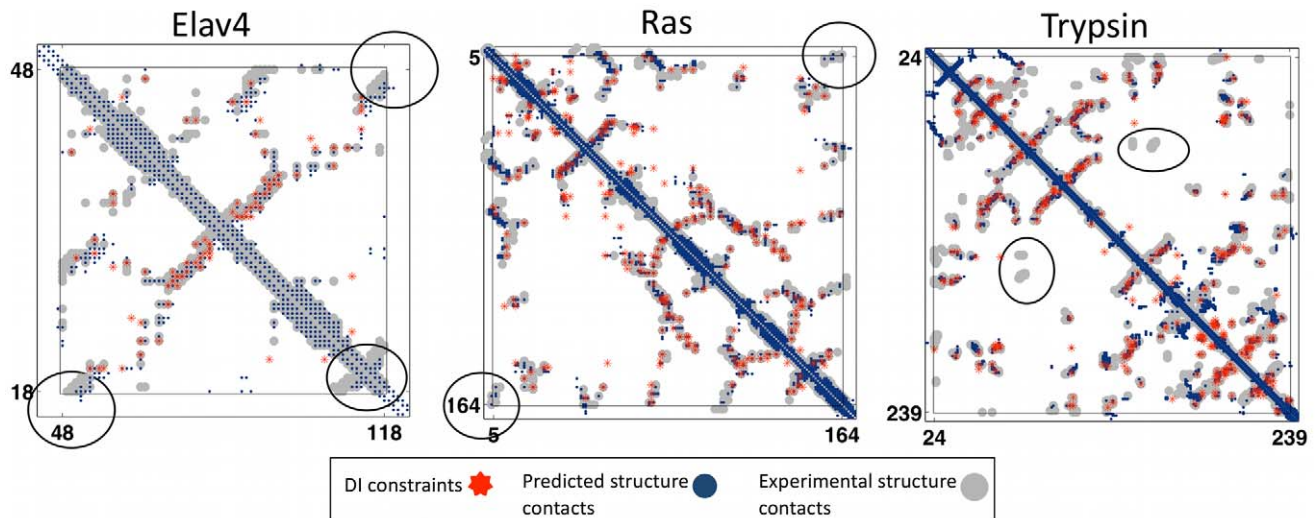 Elav4
Ras
Trypsin
48
5
24
18
164
239
48
118
5
164
24
239
DI constraints
Predicted structure
contacts
Experimental structure
contacts